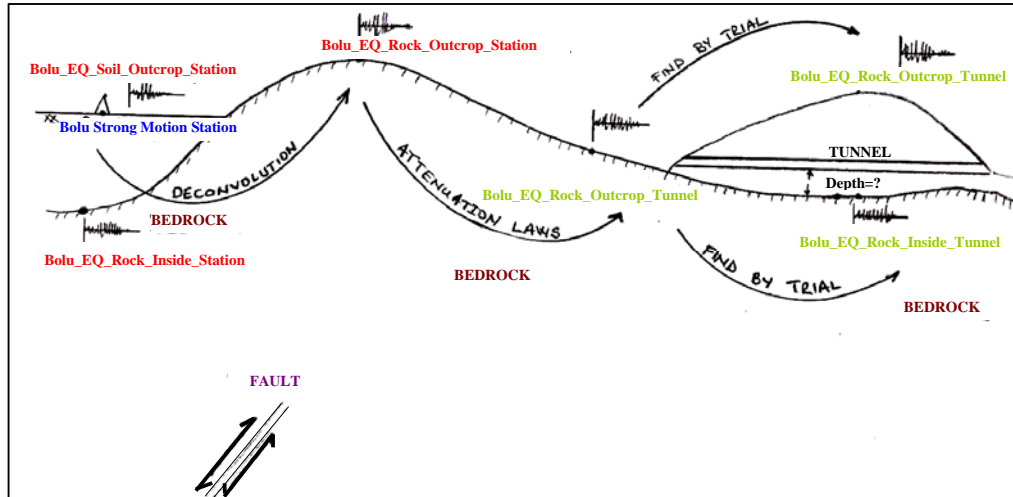 Bolu_EQ_Rock_Outcrop_Station
Bolu_EQ_Soil_Outcrop_Station
Bolu Strong Motion Station
DECONVOLUTION
BEDROCK
Bolu_EQ_Rock_Inside_Station
ATTENUATION LAWS
FIND BY TRIAL
Bolu_EQ_Rock_Outcrop_Tunnel
TUNNEL
Depth=?
Bolu_EQ_Rock_Outcrop_Tunnel
Bolu_EQ_Rock_Inside_Tunnel
BEDROCK
FIND BY TRIAL
BEDROCK
FAULT